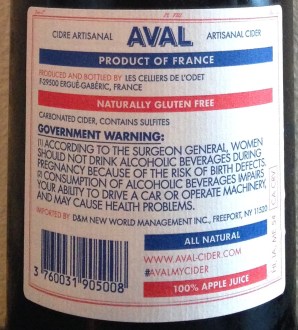 CIDRE ARTISANAL AVAL ARTISANAL CIDER
PRODUCT OF FRANCE
PRODUCED AND BOTTLED BY LES CELLIERS DE L'ODET
F-29500 ERGUÉ-GABÉRIC, FRANCE
NATURALLY GLUTEN FREE
CARBONATED CIDER, CONTAINS SULFITES
GOVERNMENT WARNING:
(1) ACCORDING TO THE SURGEON GENERAL, WOMEN
SHOULD NOT DRINK ALCOHOLIC BEVERAGES DURING
PREGNANCY BECAUSE OF THE RISK OF BIRTH DEFECTS.
(2) CONSUMPTION OF ALCOHOLIC BEVERAGES IMPAIRS
YOUR ABILITY TO DRIVE A CAR OR OPERATE MACHINERY,
AND MAY CAUSE HEALTH PROBLEMS.
IMPORTED BY D&M NEW WORLD MANAGEMENT INC., FREEPORT, NY 11520
ALL NATURAL
WWW.AVAL-CIDER.COM
#AVALMYCIDER
100% APPLE JUICE
3 760031 905008